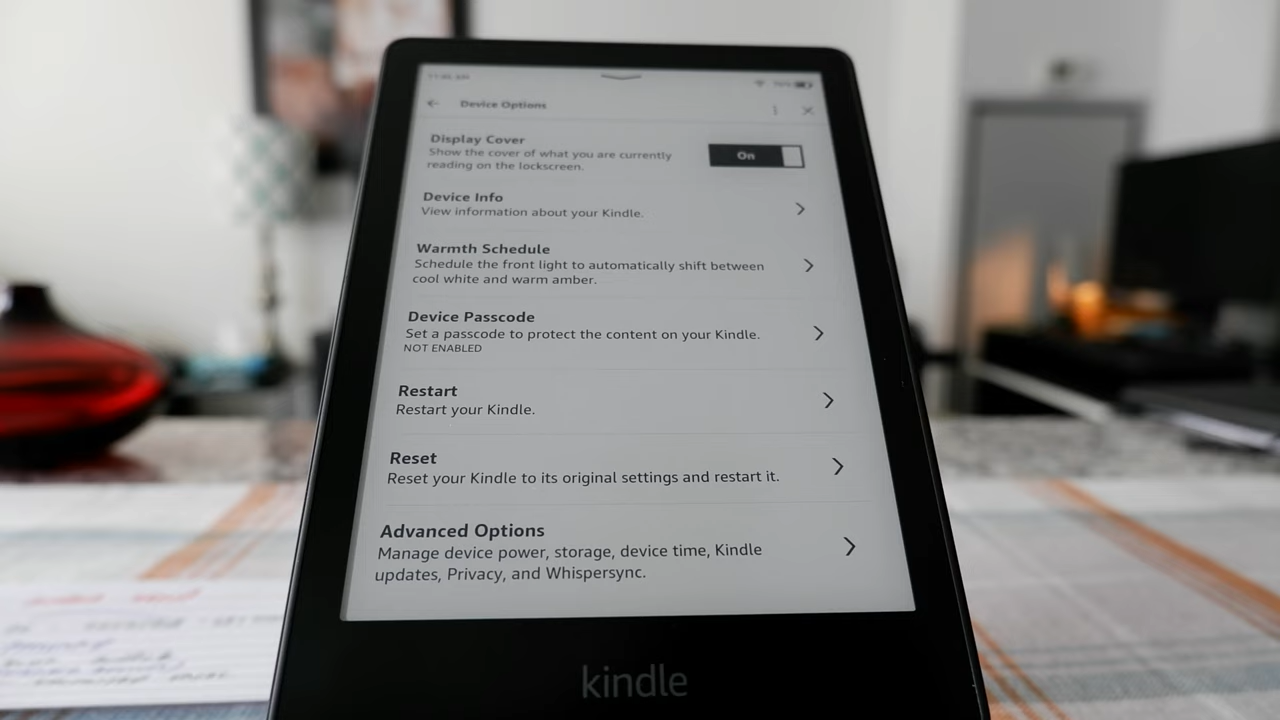 Device Options
Display Cover
Show the cover of what you are currently
reading on the lockscreen.
On
Device Info
View information about your Kindle.
Warmth Schedule
Schedule the front light to automatically shift between
cool white and warm amber.
Device Passcode
Set a passcode to protect the content on your Kindle.
NOT ENABLED
Restart
Restart your Kindle.
Reset
Reset your Kindle to its original settings and restart it.
Advanced Options
Manage device power, storage, device time, Kindle
updates, Privacy, and Whispersync.
kindle